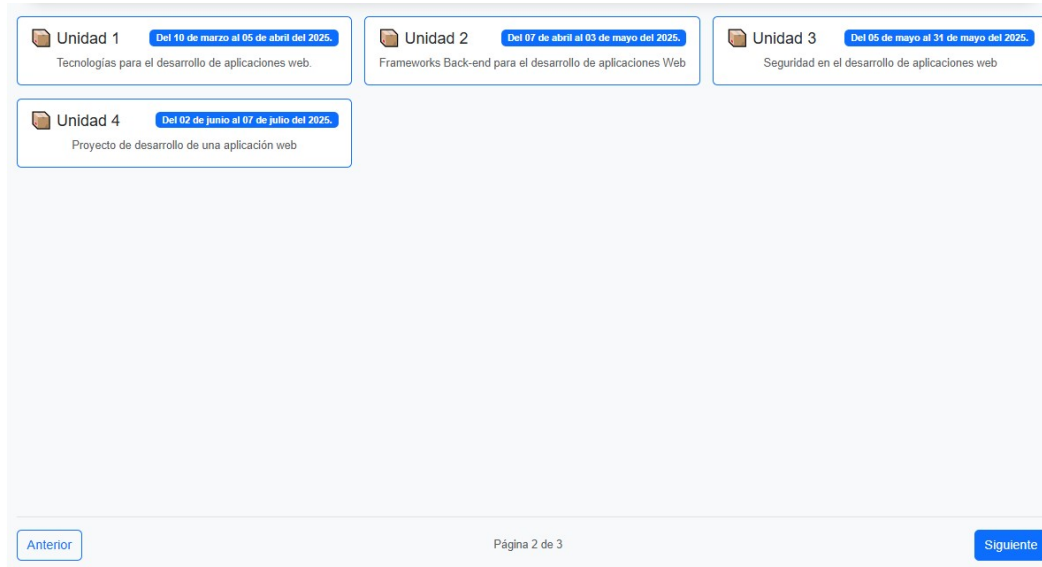 Unidad 1
Del 10 de marzo al 05 de abril del 2025.
Tecnologías para el desarrollo de aplicaciones web.
Unidad 2
Del 07 de abril al 03 de mayo del 2025.
Frameworks Back-end para el desarrollo de aplicaciones Web
Unidad 3
Del 05 de mayo al 31 de mayo del 2025.
Seguridad en el desarrollo de aplicaciones web
Unidad 4
Del 02 de junio al 07 de julio del 2025.
Proyecto de desarrollo de una aplicación web
Anterior
Página 2 de 3
Siguiente